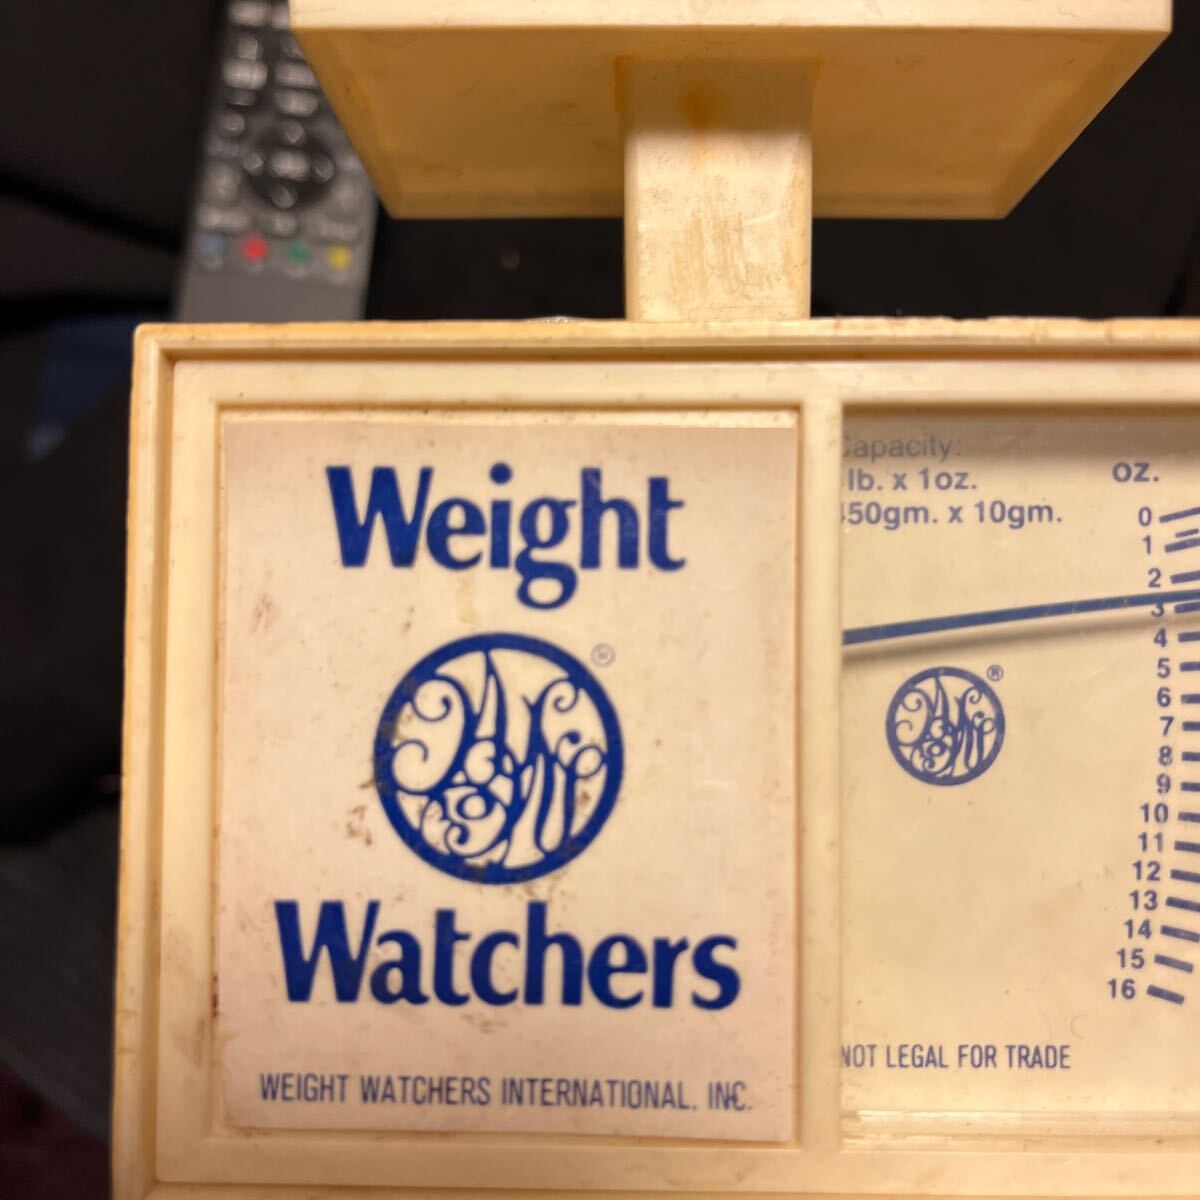 Weight
®
Watchers
WEIGHT WATCHERS INTERNATIONAL. INC.
Capacity:
lb. x 1oz.
450gm. x 10gm.
®
NOT LEGAL FOR TRADE
OZ.
0
1
2
3
4
5
6
7
8
9
10
11
12
13
14
15
16